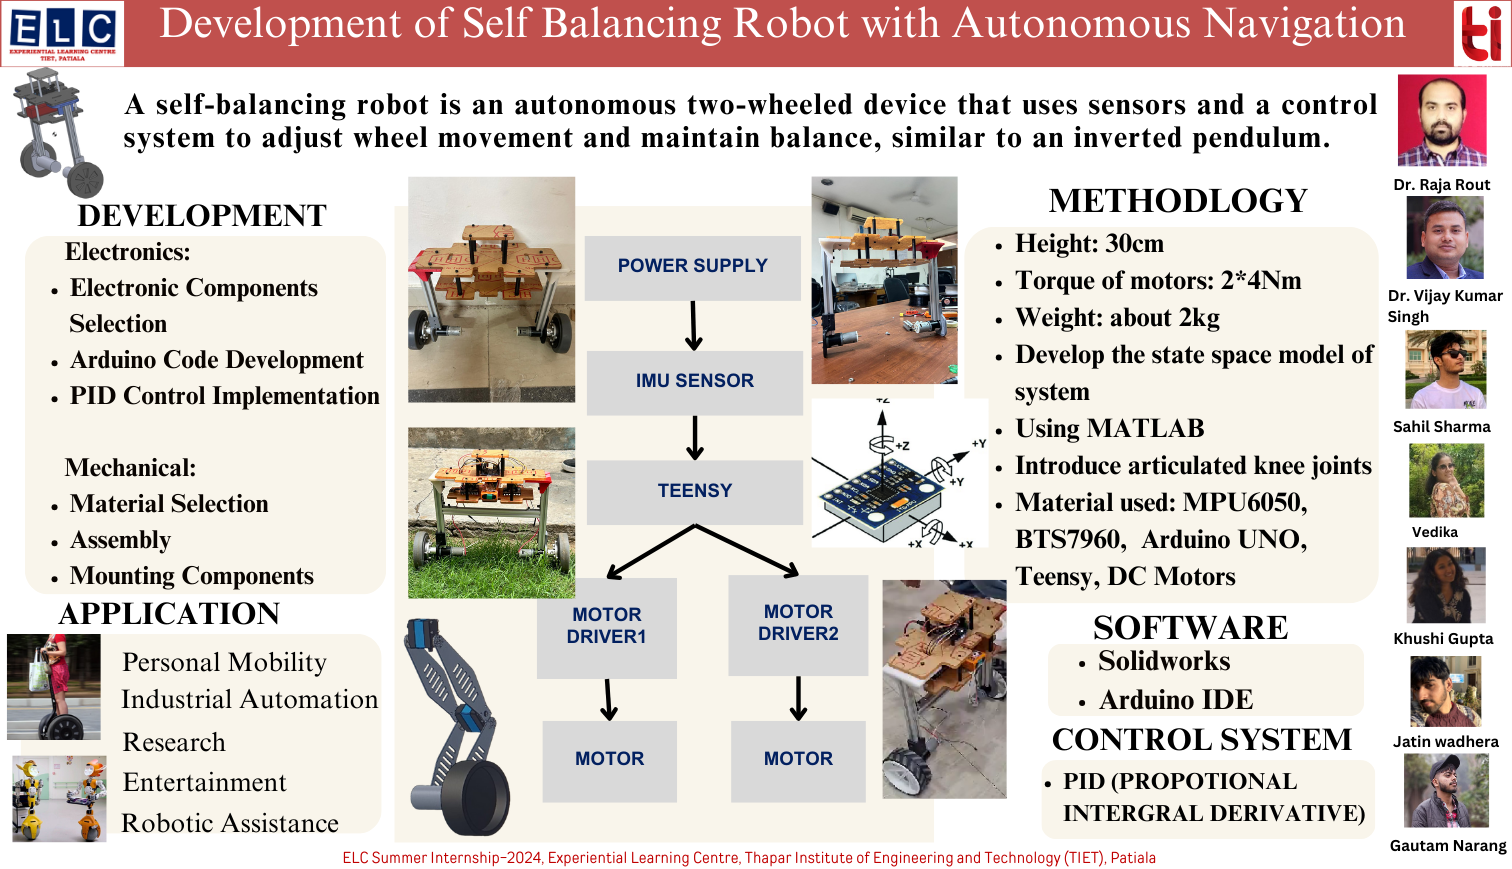 ELC
EXPERIENTIAL LEARNING CENTRE
TIET, PATIALA
Development of Self Balancing Robot with Autonomous Navigation
ti
A self-balancing robot is an autonomous two-wheeled device that uses sensors and a control
system to adjust wheel movement and maintain balance, similar to an inverted pendulum.
DEVELOPMENT
Electronics:
• Electronic Components
Selection
• Arduino Code Development
• PID Control Implementation
Mechanical:
• Material Selection
• Assembly
• Mounting Components
APPLICATION
Personal Mobility
Industrial Automation
Research
Entertainment
Robotic Assistance
POWER SUPPLY
IMU SENSOR
TEENSY
MOTOR
DRIVER1
MOTOR
DRIVER2
MOTOR
MOTOR
+Z
+Z
+Y
+Y
+X
+X
METHODLOGY
• Height: 30cm
• Torque of motors: 2*4Nm
• Weight: about 2kg
• Develop the state space model of
system
• Using MATLAB
• Introduce articulated knee joints
• Material used: MPU6050,
BTS7960, Arduino UNO,
Teensy, DC Motors
SOFTWARE
• Solidworks
• Arduino IDE
CONTROL SYSTEM
• PID (PROPOTIONAL
INTERGRAL DERIVATIVE)
Dr. Raja Rout
Dr. Vijay Kumar
Singh
Sahil Sharma
Vedika
Khushi Gupta
Jatin wadhera
Gautam Narang
ELC Summer Internship-2024, Experiential Learning Centre, Thapar Institute of Engineering and Technology (TIET), Patiala